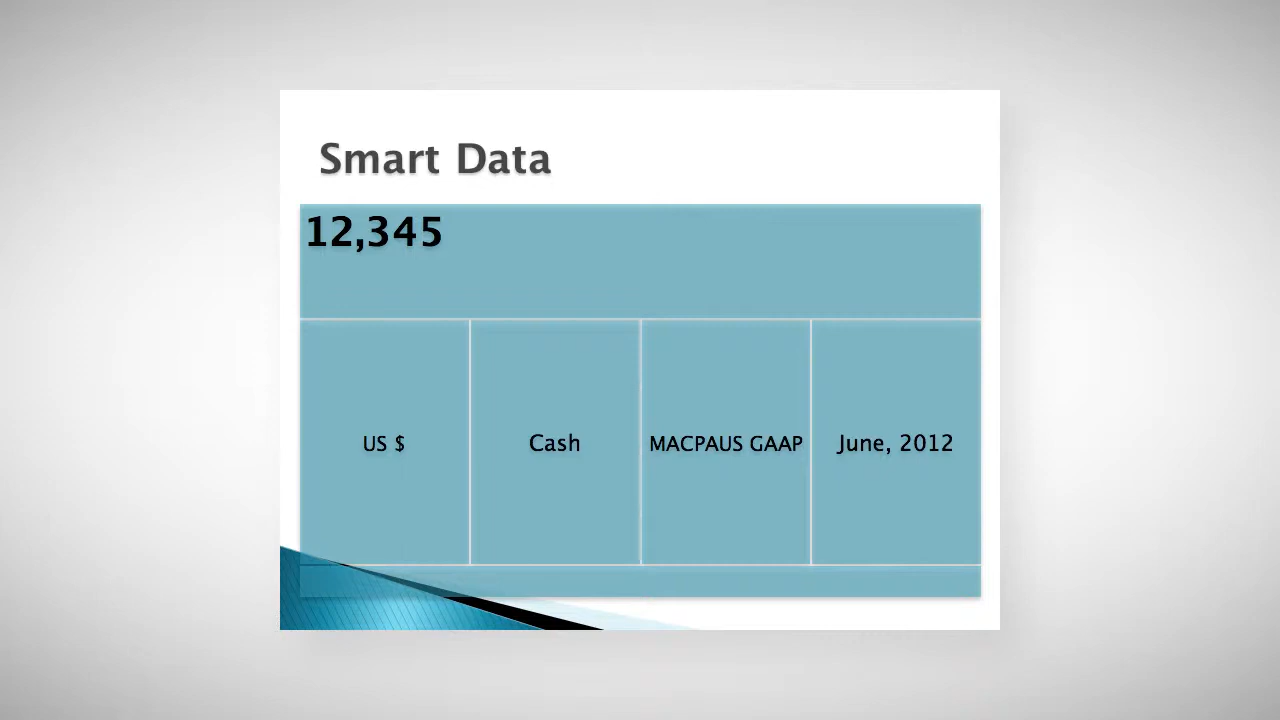 Smart Data
12,345
US $
Cash
MACPAUS GAAP
June, 2012